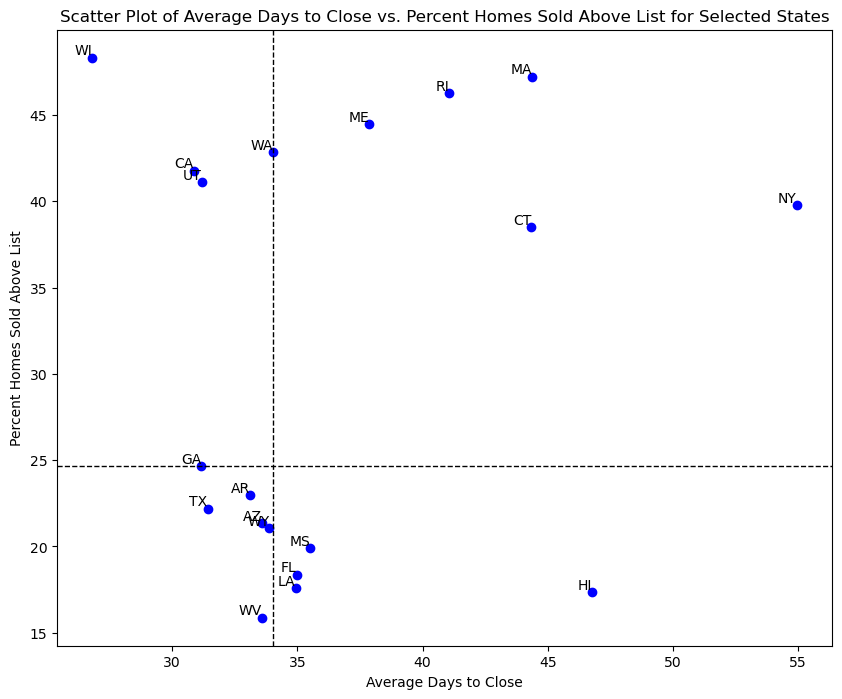 Scatter Plot of Average Days to Close vs. Percent Homes Sold Above List for Selected States
WI
MA
RI
ME
45
WA
CA
UT
40
NY
CT
35
30
25
GA
AR
TX
AZ
WY
20
MS
FL
LA
HI
WV
15
30
35
40
45
50
55
Average Days to Close
Percent Homes Sold Above List